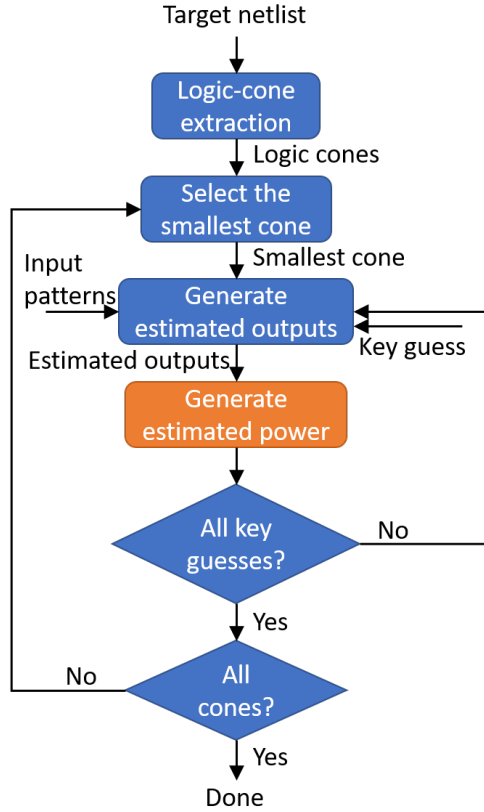 Target netlist
Logic-cone
extraction
Logic cones
Select the
smallest cone
Smallest cone
Input
patterns
Generate
estimated outputs
Key guess
Estimated outputs
Generate
estimated power
All key
guesses?
No
Yes
No
All
cones?
Yes
Done